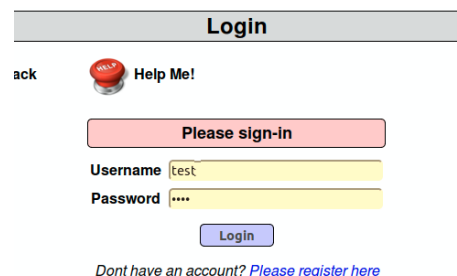 Login
ack
HELP
Help Me!
Please sign-in
Username test
Password ••••
Login
Dont have an account? Please register here